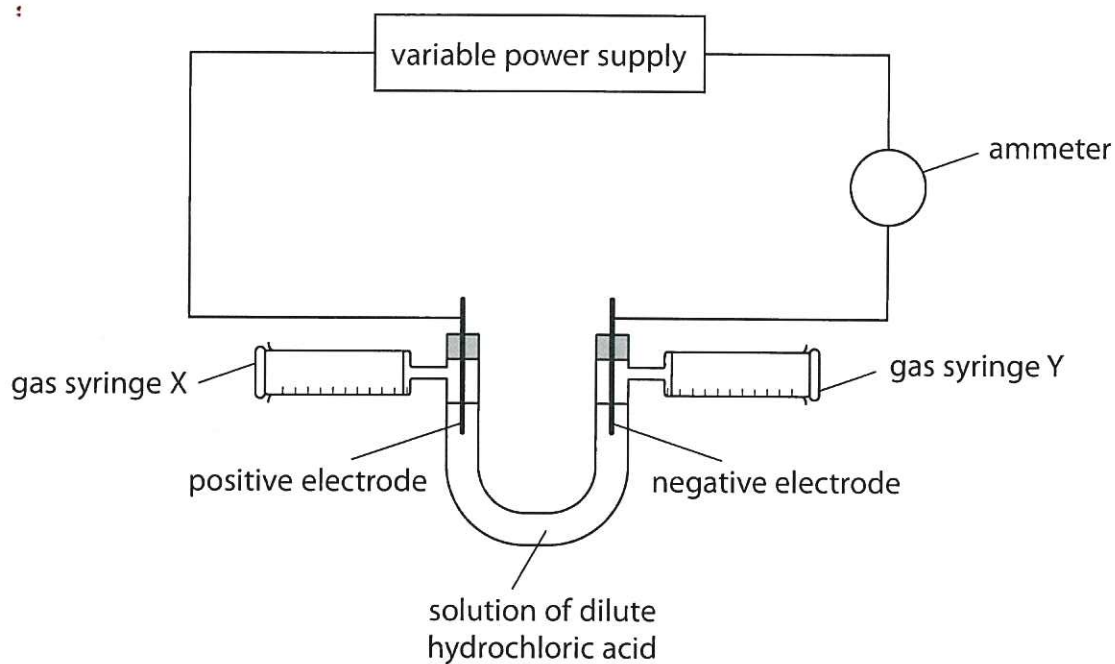 variable power supply
ammeter
gas syringe X
gas syringe Y
positive electrode
negative electrode
solution of dilute
hydrochloric acid